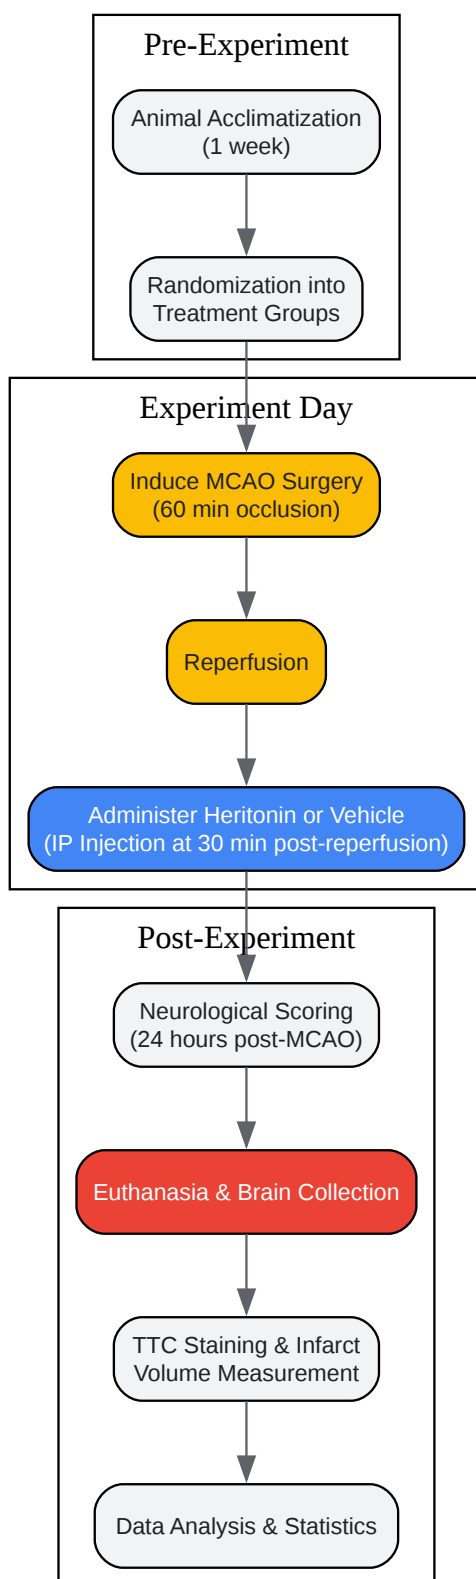 Pre-Experiment
Animal Acclimatization
(1 week)
Randomization into
Treatment Groups
Experiment Day
Induce MCAO Surgery
(60 min occlusion)
Reperfusion
Administer Heritonin or Vehicle
(IP Injection at 30 min post-reperfusion)
Post-Experiment
Neurological Scoring
(24 hours post-MCAO)
Euthanasia & Brain Collection
TTC Staining & Infarct
Volume Measurement
Data Analysis & Statistics